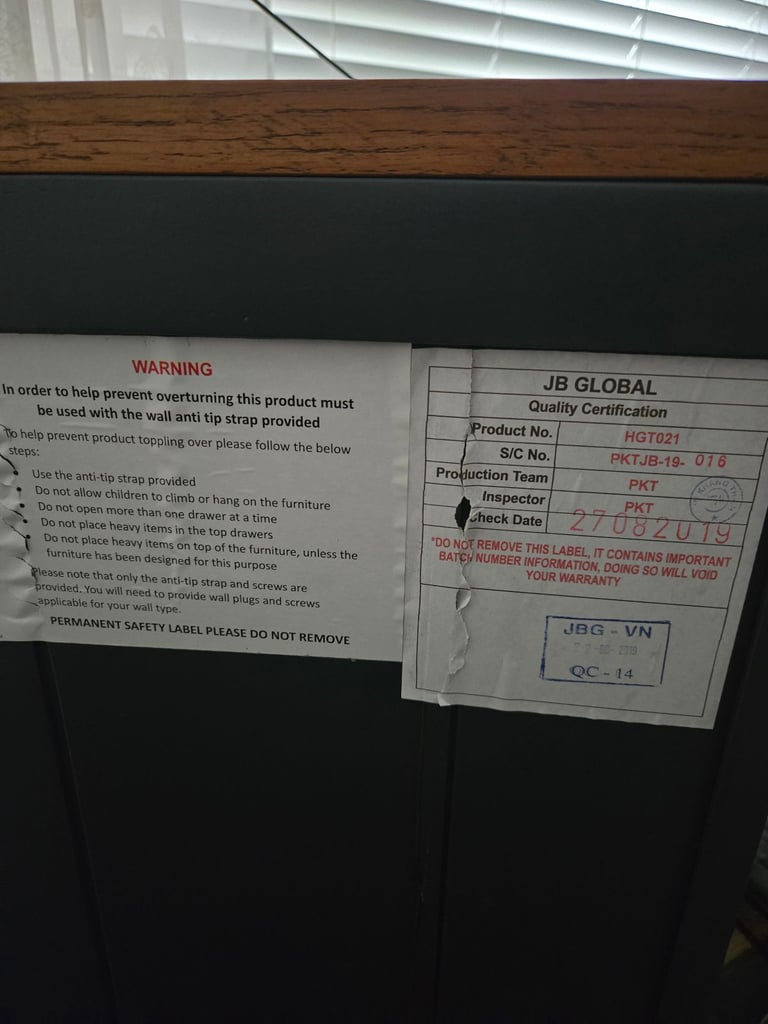 WARNING
In order to help prevent overturning this product must
be used with the wall anti tip strap provided
To help prevent product toppling over please follow the below
steps:
• Use the anti-tip strap provided
• Do not allow children to climb or hang on the furniture
• Do not open more than one drawer at a time
• Do not place heavy items in the top drawers
• Do not place heavy items on top of the furniture, unless the
furniture has been designed for this purpose
Please note that only the anti-tip strap and screws are
provided. You will need to provide wall plugs and screws
applicable for your wall type.
PERMANENT SAFETY LABEL PLEASE DO NOT REMOVE
JB GLOBAL
Quality Certification
Product No. HGT021
S/C No. PKTJB-19- 016
Production Team PKT
Inspector PKT
Check Date 27082019
*DO NOT REMOVE THIS LABEL, IT CONTAINS IMPORTANT
BATCH NUMBER INFORMATION, DOING SO WILL VOID
YOUR WARRANTY
JBG - VN
QC - 14